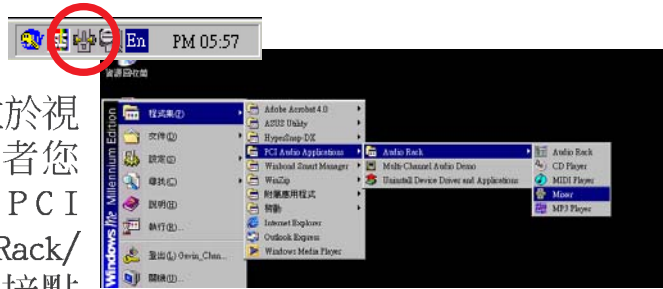 En PM 05:57
於視
者您
PCI
Rack/
接點
資源回收筒
Windows Me Millennium Edition
程式集(P)
文件(D)
設定(S)
尋找(C)
說明(H)
執行(R)...
登出(L) Gavin_Chan...
關機(U)...
Adobe Acrobat 4.0
ASUS Utility
HyperSnap-DX
PCI Audio Applications
Winbond Smart Manager
WinZip
附屬應用程式
啟動
Internet Explorer
Outlook Express
Windows Media Player
Audio Rack
Multi-Channel Audio Demo
Uninstall Device Driver and Applications
Audio Rack
CD Player
MIDI Player
Mixer
MP3 Player